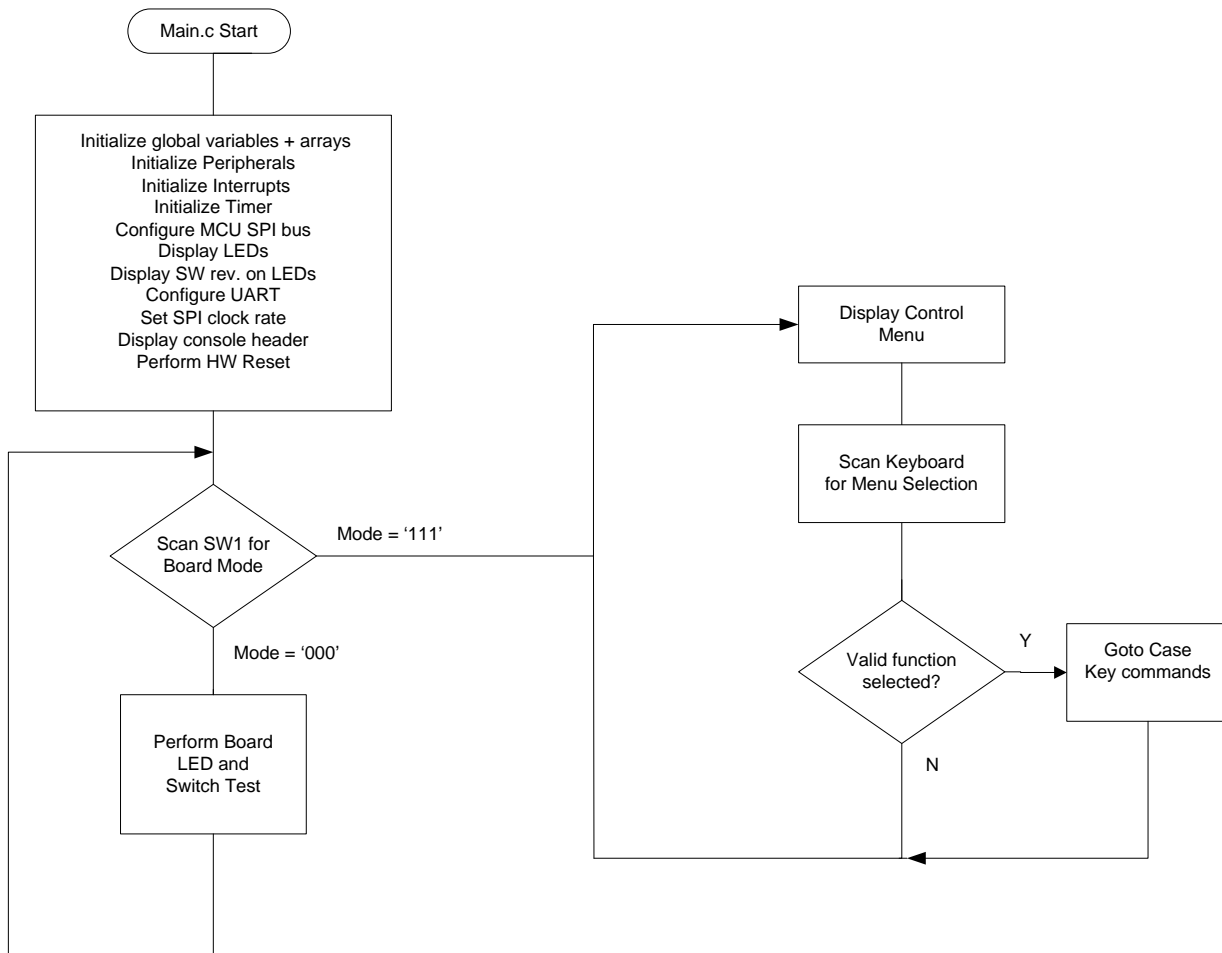 Main.c Start
Initialize global variables + arrays
Initialize Peripherals
Initialize Interrupts
Initialize Timer
Configure MCU SPI bus
Display LEDs
Display SW rev. on LEDs
Configure UART
Set SPI clock rate
Display console header
Perform HW Reset
Scan SW1 for
Board Mode
Mode = ‘111’
Mode = ‘000’
Perform Board
LED and
Switch Test
Display Control
Menu
Scan Keyboard
for Menu Selection
Valid function
selected?
Y
N
Goto Case
Key commands